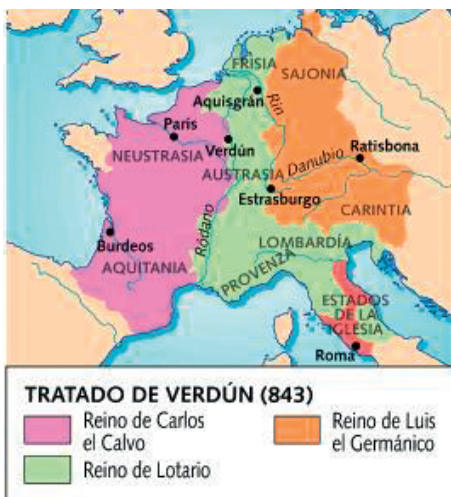 FRISIA
SAJONIA
Aquisgrán
Rin
París
Verdún
Ratisbona
NEUSTRASIA
Danubio
AUSTRASIA
Estrasburgo
CARINTIA
Burdeos
Ródano
LOMBARDÍA
AQUITANIA
PROVENZA
ESTADOS
DE LA
IGLESIA
Roma
TRATADO DE VERDÚN (843)
Reino de Carlos
el Calvo
Reino de Lotario
Reino de Luis
el Germánico